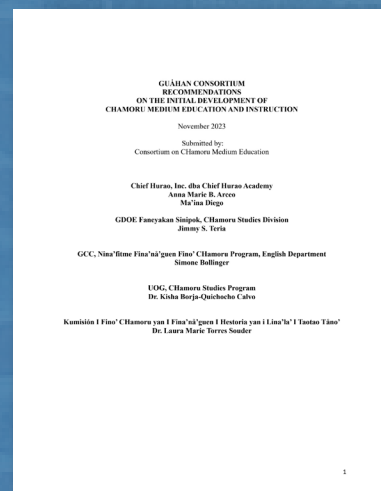 GUÅHAN CONSORTIUM
RECOMMENDATIONS
ON THE INITIAL DEVELOPMENT OF
CHAMORU MEDIUM EDUCATION AND INSTRUCTION
November 2023
Submitted by:
Consortium on CHamoru Medium Education
Chief Hurao, Inc. dba Chief Hurao Academy
Anna Marie B. Arceo
Ma'ina Diego
GDOE Faneyakan Sinipok, CHamoru Studies Division
Jimmy S. Teria
GCC, Nina'fitme Fina'nå'guen Fino' CHamoru Program, English Department
Simone Bollinger
UOG, CHamoru Studies Program
Dr. Kisha Borja-Quichocho Calvo
Kumisión I Fino' CHamoru yan I Fina'nå'guen I Hestoria yan i Lina'la' I Taotao Tåno'
Dr. Laura Marie Torres Souder
1